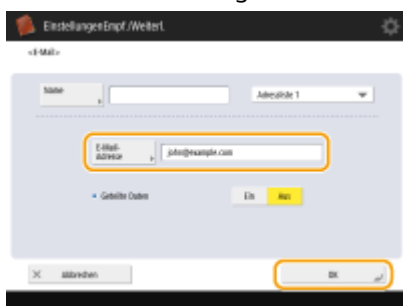 Einstellungen Empf./Weiterl.
<E-Mail>
Name
Adressliste 1
E-Mail-
Adresse
john@example.com
Geteilte Daten
Ein
Aus
Abbrechen
OK